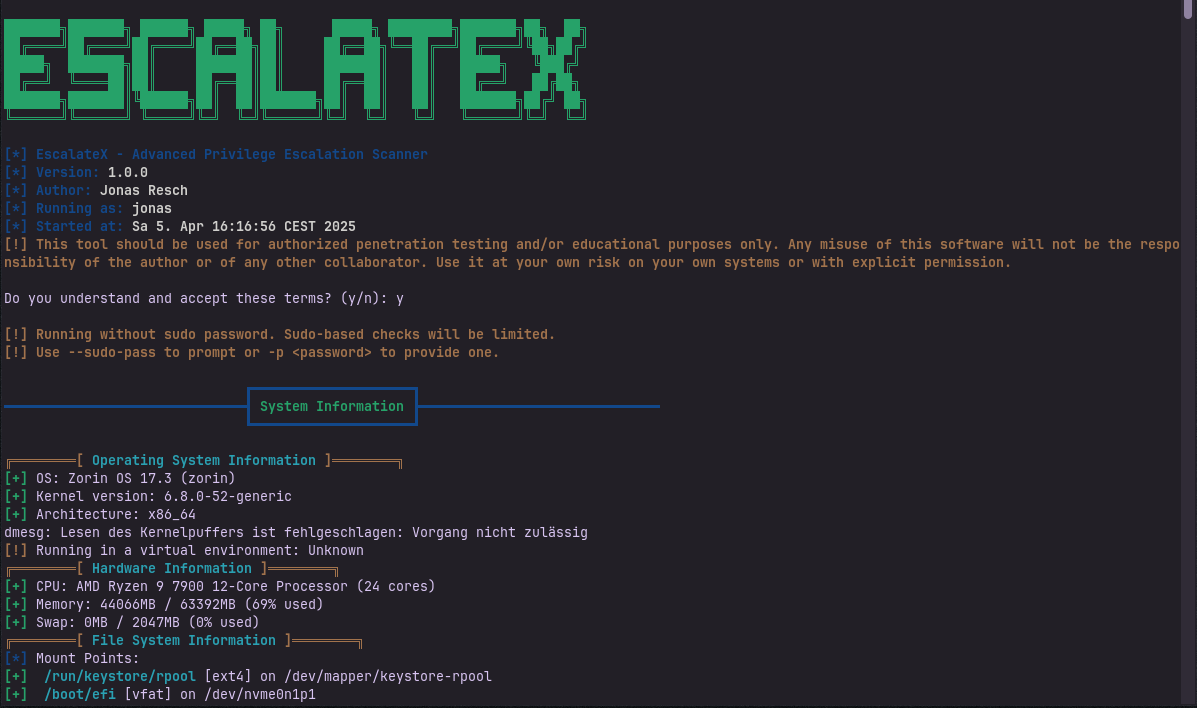 ESCALATEX
[*] EscalateX - Advanced Privilege Escalation Scanner
[*] Version: 1.0.0
[*] Author: Jonas Resch
[*] Running as: jonas
[*] Started at: Sa 5. Apr 16:16:56 CEST 2025
[!] This tool should be used for authorized penetration testing and/or educational purposes only. Any misuse of this software will not be the respo
nsibility of the author or of any other collaborator. Use it at your own risk on your own systems or with explicit permission.
Do you understand and accept these terms? (y/n): y
[!] Running without sudo password. Sudo-based checks will be limited.
[!] Use --sudo-pass to prompt or -p <password> to provide one.
System Information
[ Operating System Information ]
[+] OS: Zorin OS 17.3 (zorin)
[+] Kernel version: 6.8.0-52-generic
[+] Architecture: x86_64
dmesg: Lesen des Kernelpuffers ist fehlgeschlagen: Vorgang nicht zulässig
[!] Running in a virtual environment: Unknown
[ Hardware Information ]
[+] CPU: AMD Ryzen 9 7900 12-Core Processor (24 cores)
[+] Memory: 44066MB / 63392MB (69% used)
[+] Swap: 0MB / 2047MB (0% used)
[ File System Information ]
[*] Mount Points:
[+] /run/keystore/rpool [ext4] on /dev/mapper/keystore-rpool
[+] /boot/efi [vfat] on /dev/nvme0n1p1